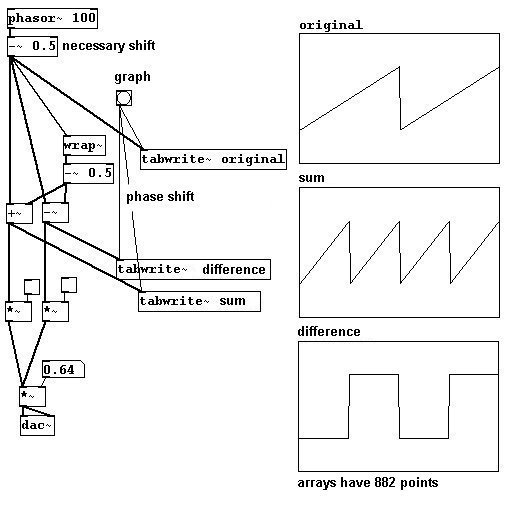 phasor~ 100
-~ 0.5 necessary shift
graph
wrap~
tabwrite~ original
-~ 0.5
phase shift
+~
-~
tabwrite~ difference
tabwrite~ sum
*~
*~
0.64
*~
dac~
original
sum
difference
arrays have 882 points